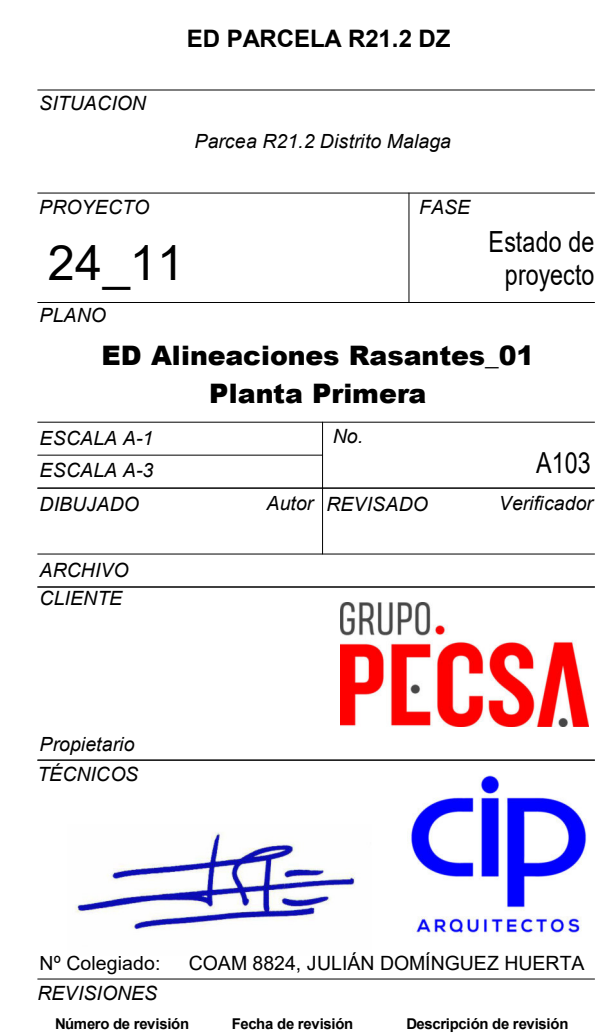 ED PARCELA R21.2 DZ
SITUACION
Parcea R21.2 Distrito Malaga
PROYECTO
FASE
24_11
Estado de
proyecto
PLANO
ED Alineaciones Rasantes_01
Planta Primera
ESCALA A-1
No.
ESCALA A-3
A103
DIBUJADO Autor
REVISADO Verificador
ARCHIVO
CLIENTE
GRUPO.
PECSA
Propietario
TÉCNICOS
cip
ARQUITECTOS
Nº Colegiado: COAM 8824, JULIÁN DOMÍNGUEZ HUERTA
REVISIONES
Número de revisión Fecha de revisión Descripción de revisión